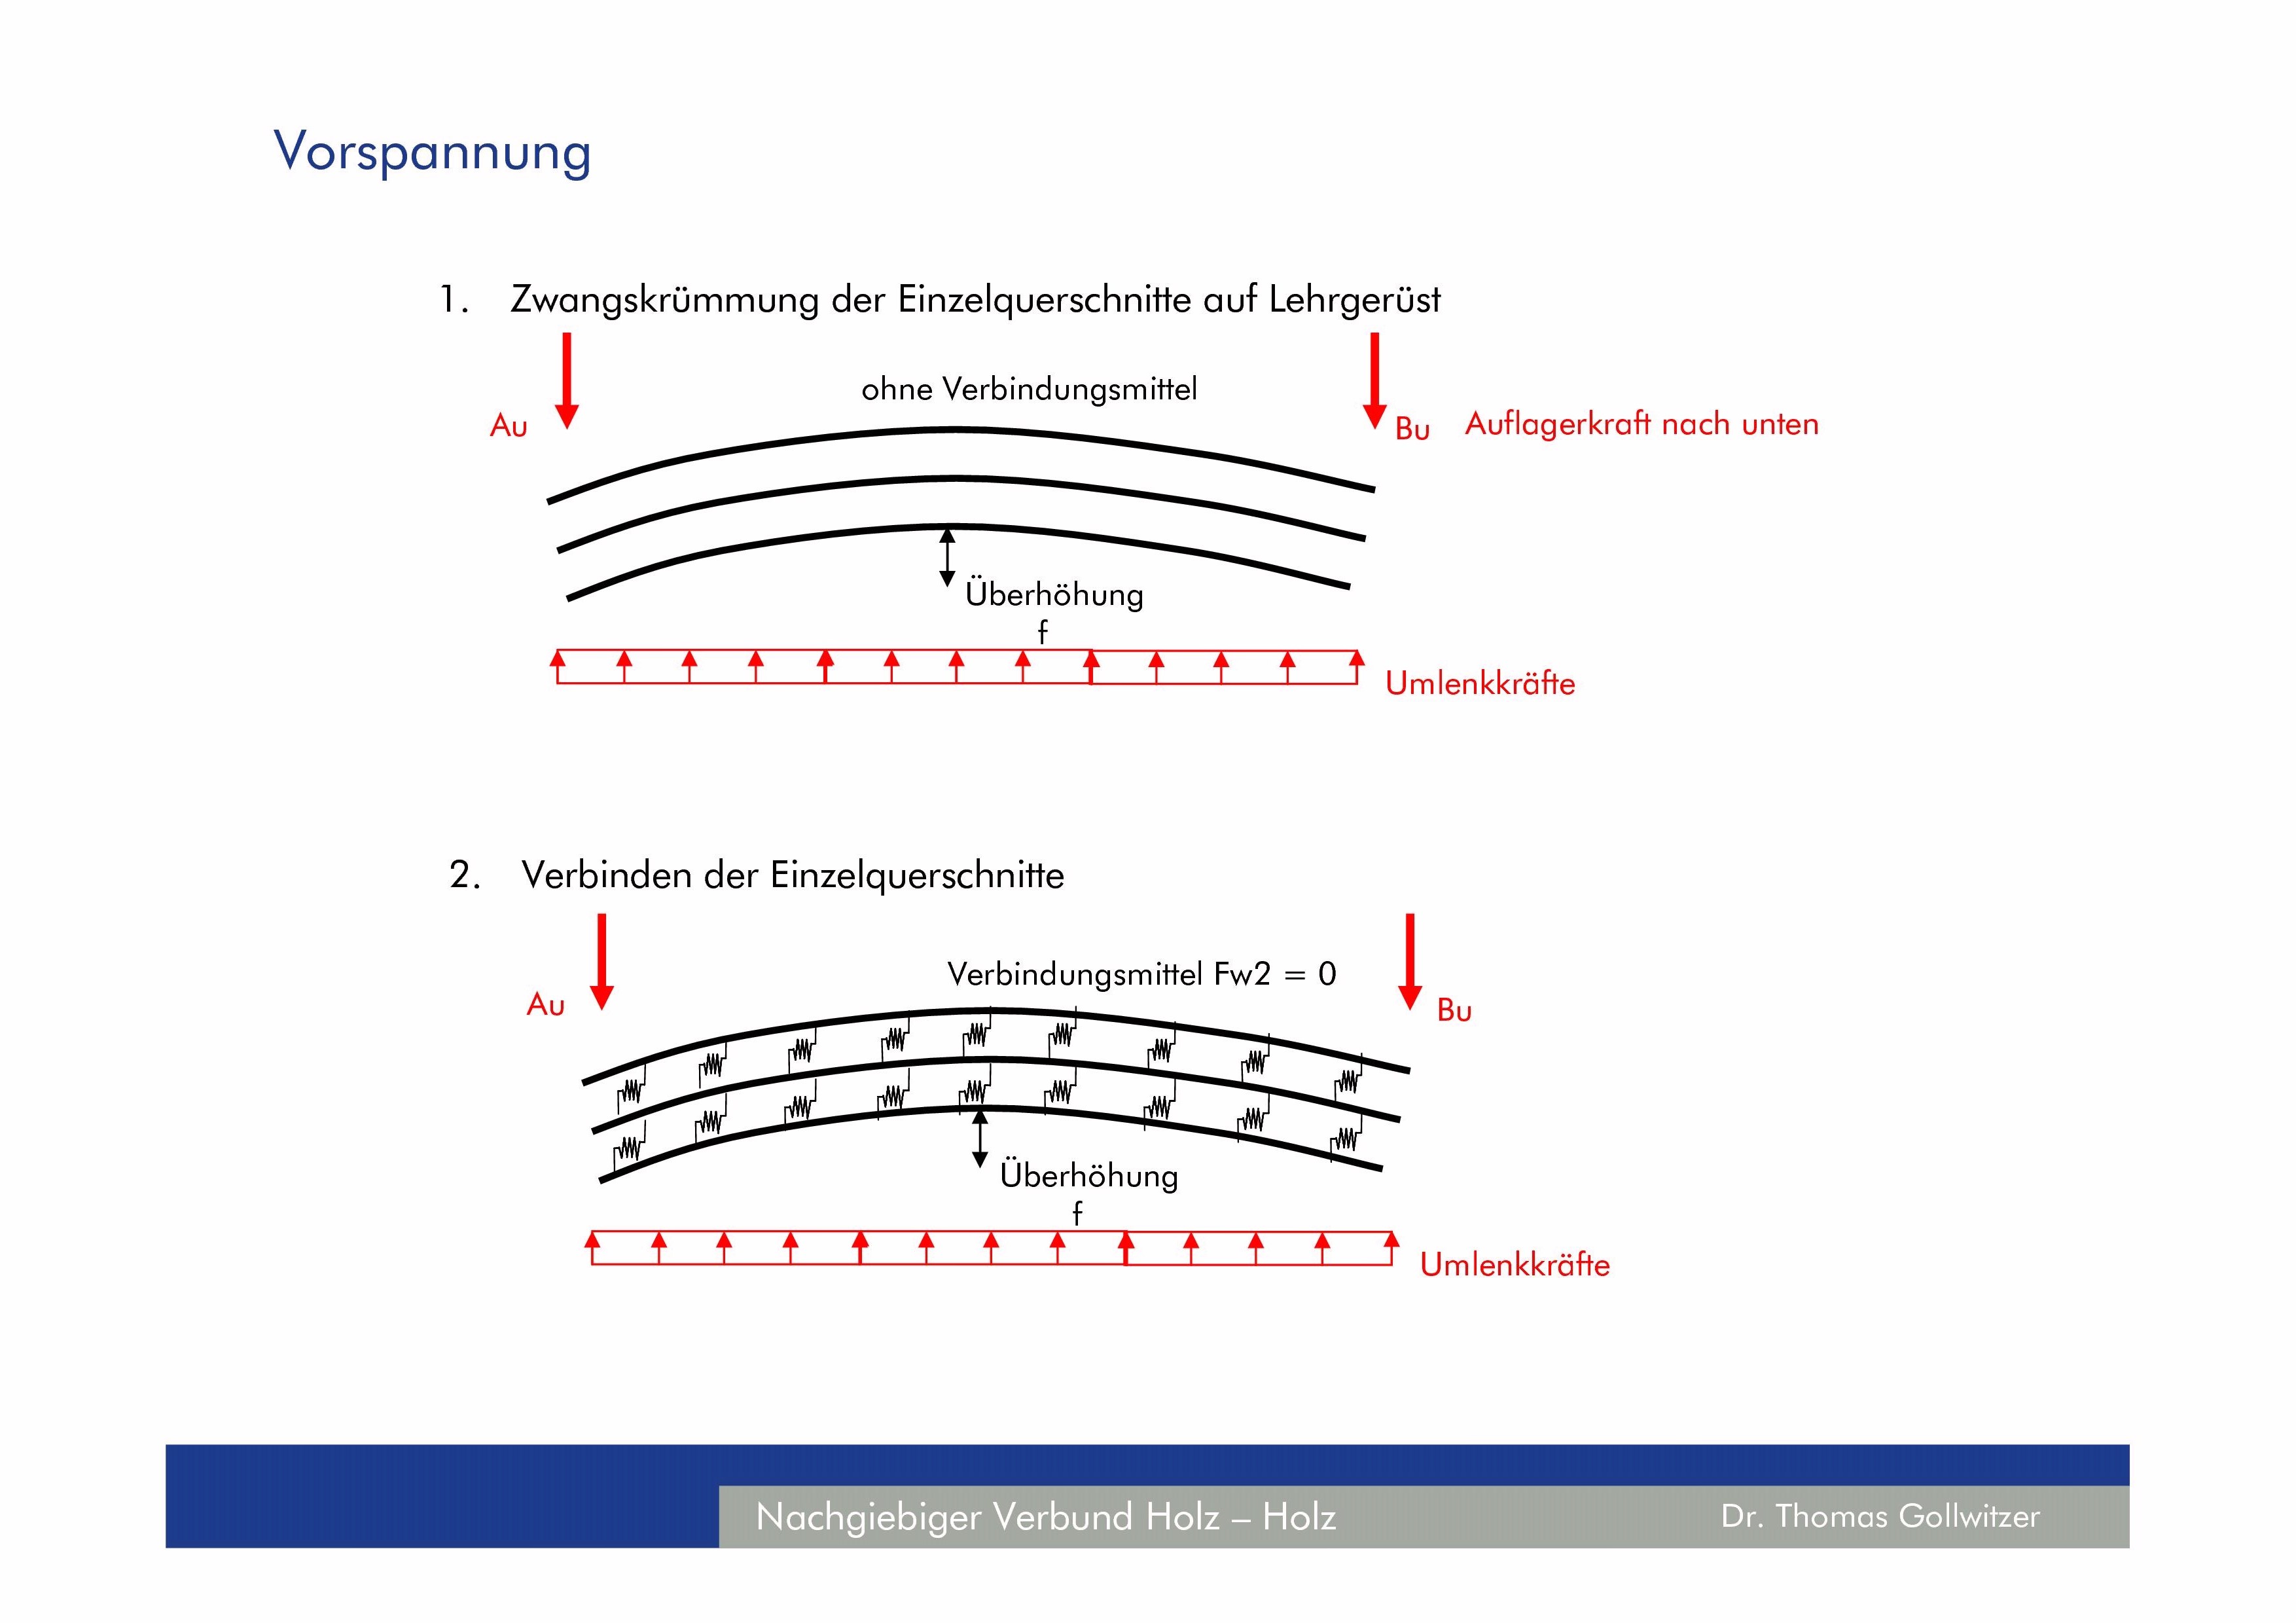 Vorspannung
1. Zwangskrümmung der Einzelquerschnitte auf Lehrgerüst
ohne Verbindungsmittel
Au
Bu Auflagerkraft nach unten
Überhöhung
f
Umlenkkräfte
2. Verbinden der Einzelquerschnitte
Verbindungsmittel Fw2 = 0
Au
Bu
Überhöhung
f
Umlenkkräfte
Nachgiebiger Verbund Holz – Holz
Dr. Thomas Gollwitzer